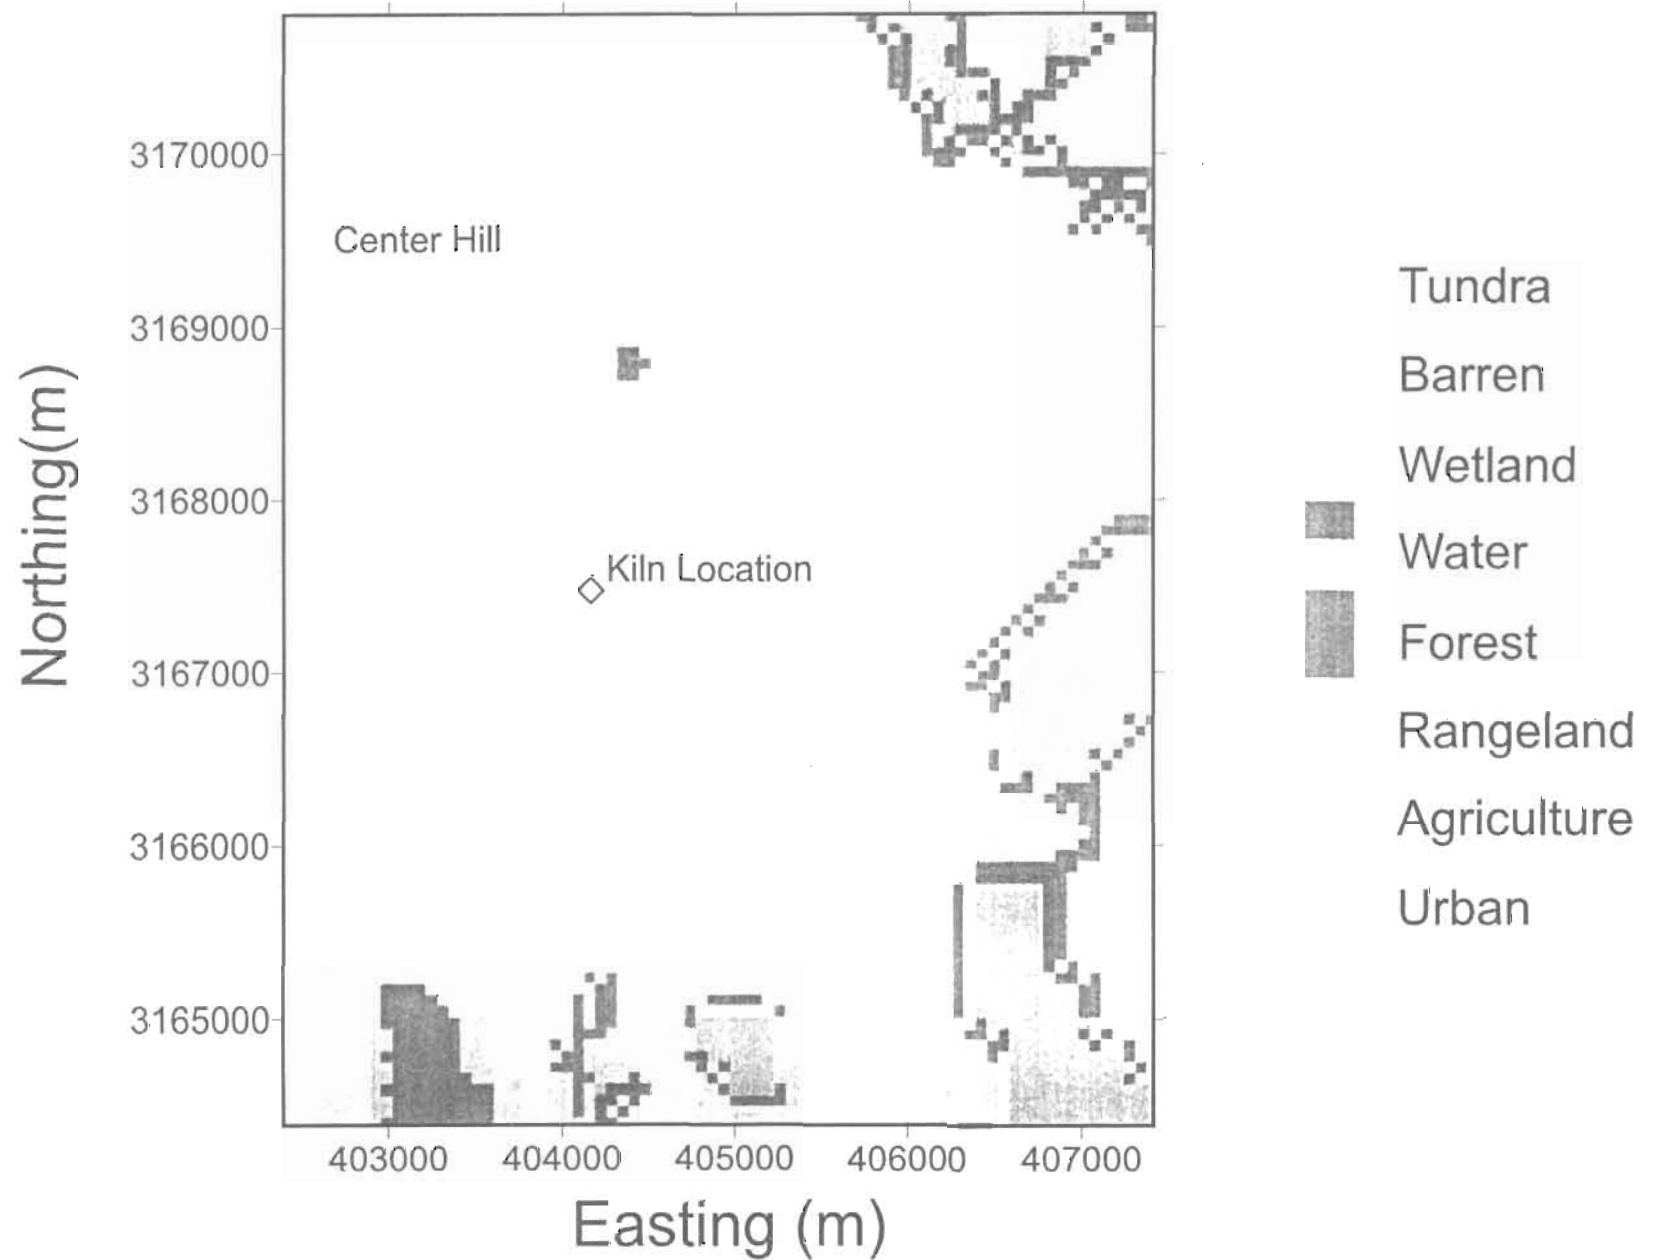 3170000
3169000
3168000
3167000
3166000
3165000
Northing(m)
Center Hill
Kiln Location
403000
404000
405000
406000
407000
Easting (m)
Tundra
Barren
Wetland
Water
Forest
Rangeland
Agriculture
Urban